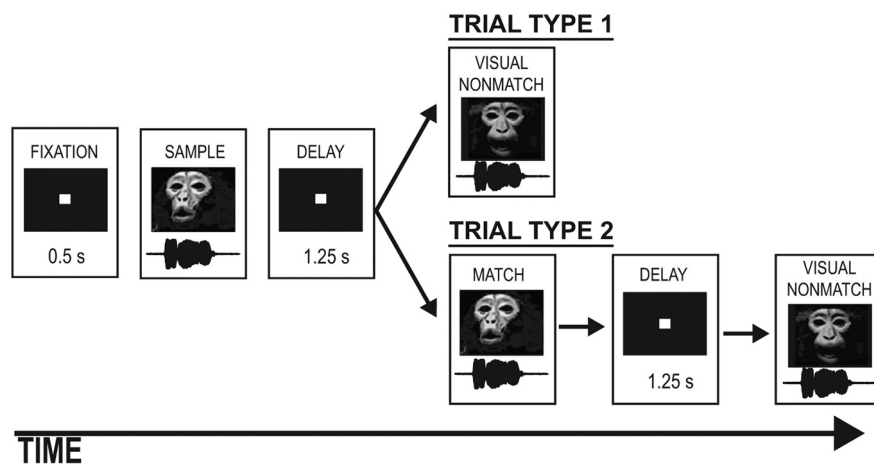 TRIAL TYPE 1
VISUAL
NONMATCH
FIXATION
0.5 s
SAMPLE
DELAY
1.25 s
TRIAL TYPE 2
MATCH
DELAY
1.25 s
VISUAL
NONMATCH
TIME